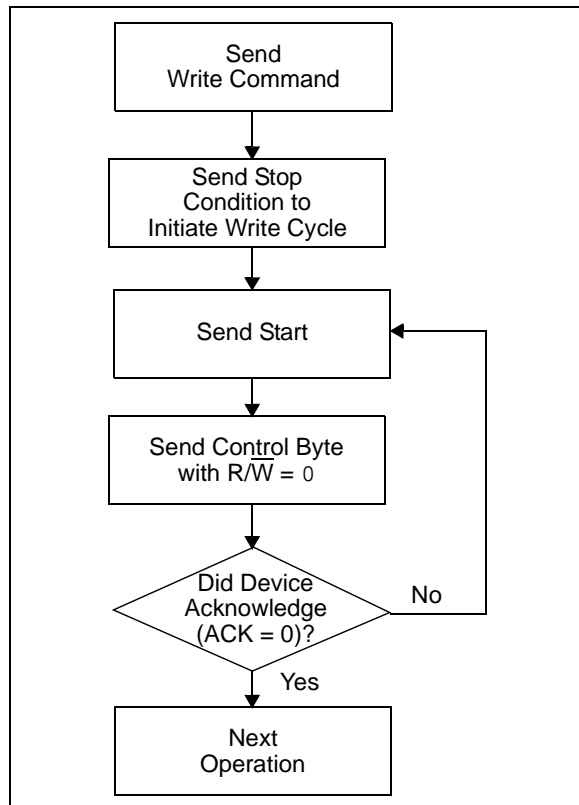 Send
Write Command
Send Stop
Condition to
Initiate Write Cycle
Send Start
Send Control Byte
with R/W̅ = 0
Did Device
Acknowledge
(ACK = 0)?
No
Yes
Next
Operation